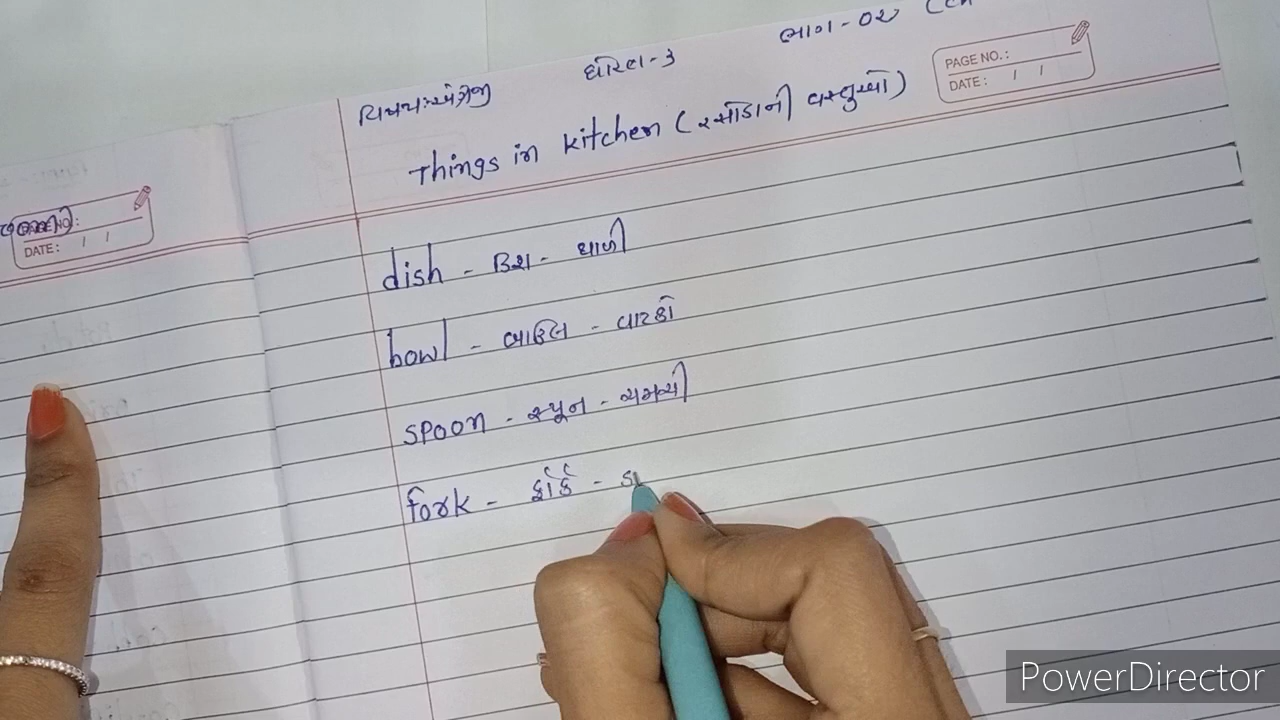 ધોરણ-૩ ભાગ-૦૨
વિષય:અંગ્રેજી
Things in kitchen (રસોડાની વસ્તુઓ)
PAGE NO.:
DATE: / /
DATE: / /
dish - ડિશ - થાળી
bowl - બાઉલ - વાટકો
spoon - સ્પૂન - ચમચી
fork - ફોર્ક - કા
PowerDirector